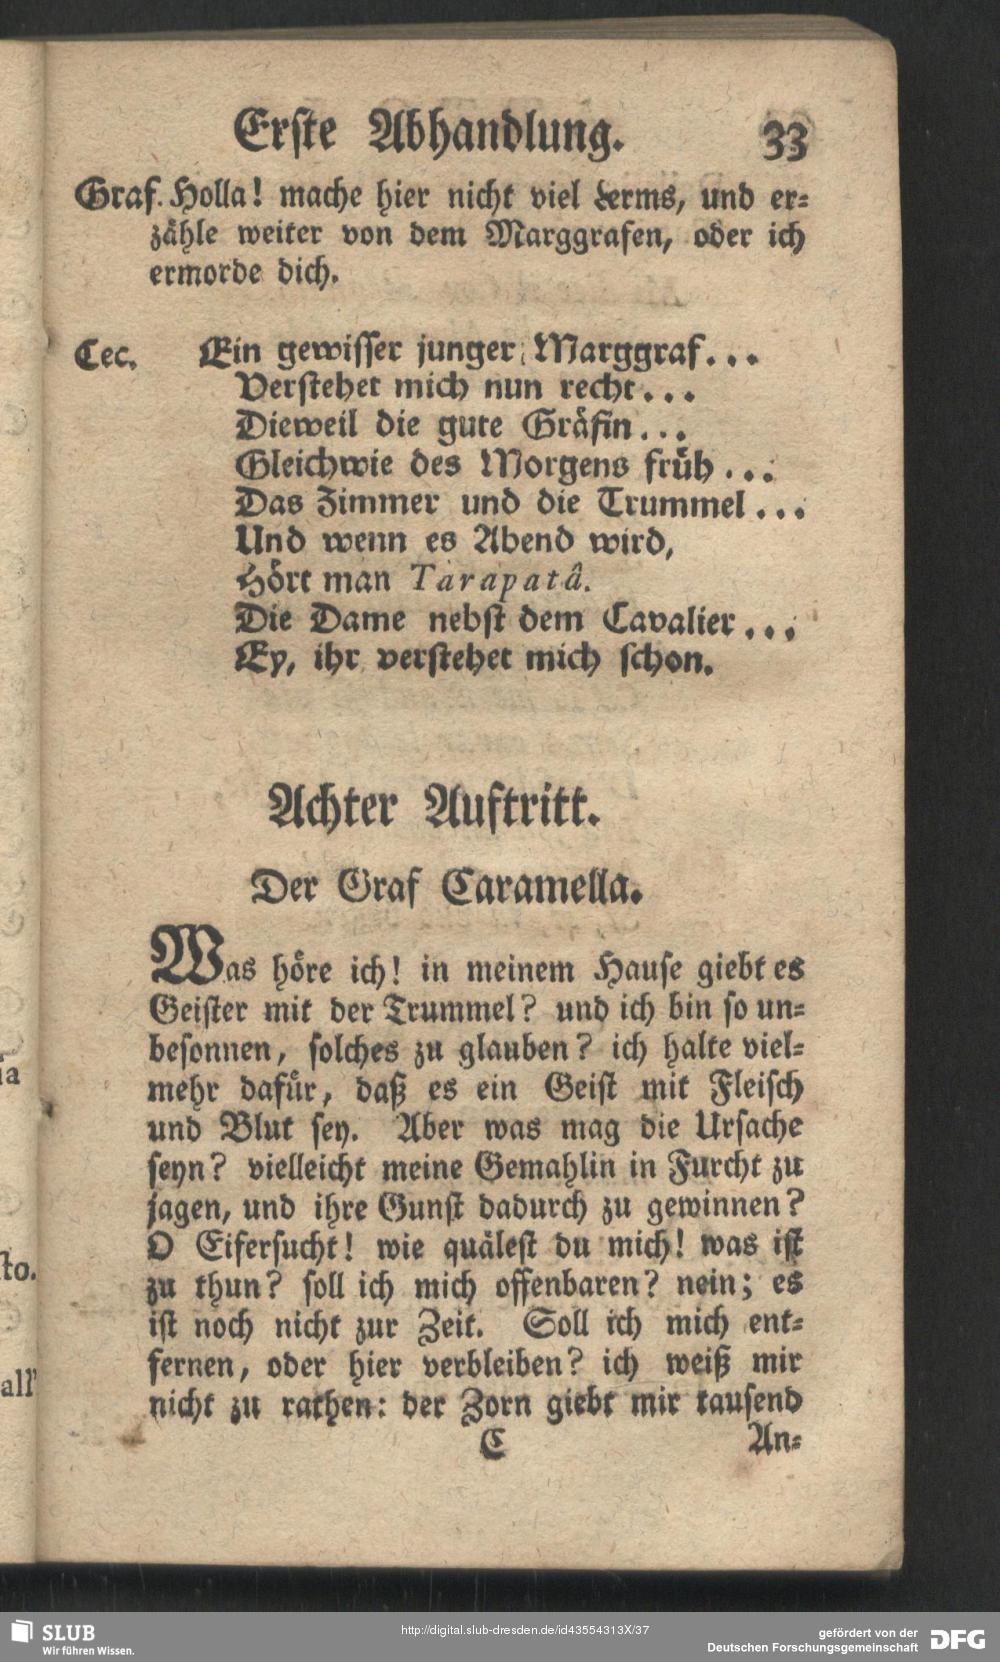 Erste Abhandlung. 33
Graf. Holla! mache hier nicht viel Lerms, und er-
zähle weiter von dem Marggrafen, oder ich
ermorde dich.
Cec. Ein gewisser junger Marggraf...
Verstehet mich nun recht...
Dieweil die gute Gräfin...
Gleichwie des Morgens früh...
Das Zimmer und die Trummel...
Und wenn es Abend wird,
Hört man Tarapatâ.
Die Dame nebst dem Cavalier...
Ey, ihr verstehet mich schon.
Achter Auftritt.
Der Graf Caramella.
Was höre ich! in meinem Hause giebt es
Geister mit der Trummel? und ich bin so un-
besonnen, solches zu glauben? ich halte viel-
mehr dafür, daß es ein Geist mit Fleisch
und Blut sey. Aber was mag die Ursache
seyn? vielleicht meine Gemahlin in Furcht zu
jagen, und ihre Gunst dadurch zu gewinnen?
O Eifersucht! wie quälest du mich! was ist
zu thun? soll ich mich offenbaren? nein; es
ist noch nicht zur Zeit. Soll ich mich ent-
fernen, oder hier verbleiben? ich weiß mir
nicht zu rathen: der Zorn giebt mir tausend
C An-
ia
sto.
all'
SLUB
Wir führen Wissen.
http://digital.slub-dresden.de/id43554313X/37
gefördert von der
Deutschen Forschungsgemeinschaft
DFG